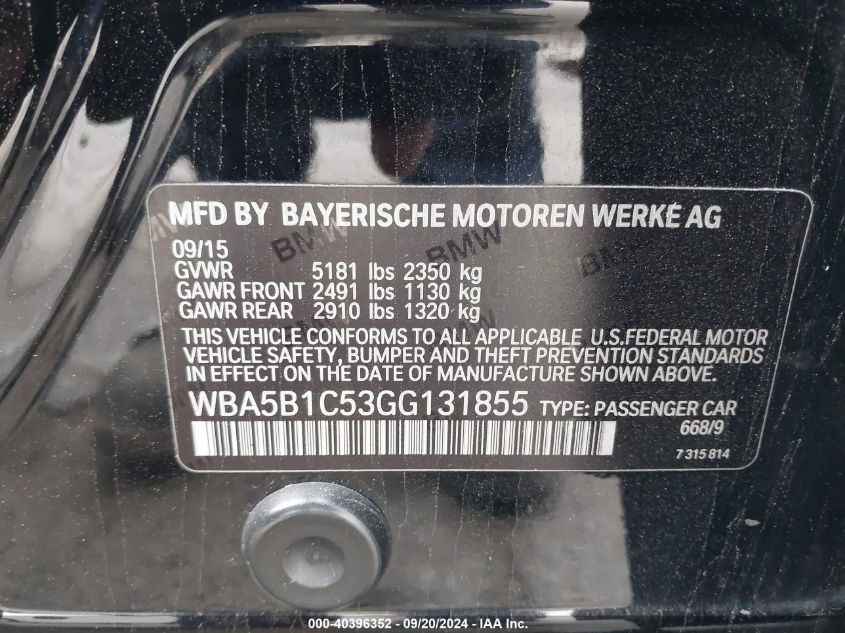 MFD BY BAYERISCHE MOTOREN WERKE AG
09/15
GVWR 5181 lbs 2350 kg
GAWR FRONT 2491 lbs 1130 kg
GAWR REAR 2910 lbs 1320 kg
THIS VEHICLE CONFORMS TO ALL APPLICABLE U.S.FEDERAL MOTOR
VEHICLE SAFETY, BUMPER AND THEFT PREVENTION STANDARDS
IN EFFECT ON THE DATE OF MANUFACTURE SHOWN ABOVE.
WBA5B1C53GG131855 TYPE: PASSENGER CAR
668/9
7 315 814
BMW BMW BMW
000-40396352 - 09/20/2024 - IAA Inc.